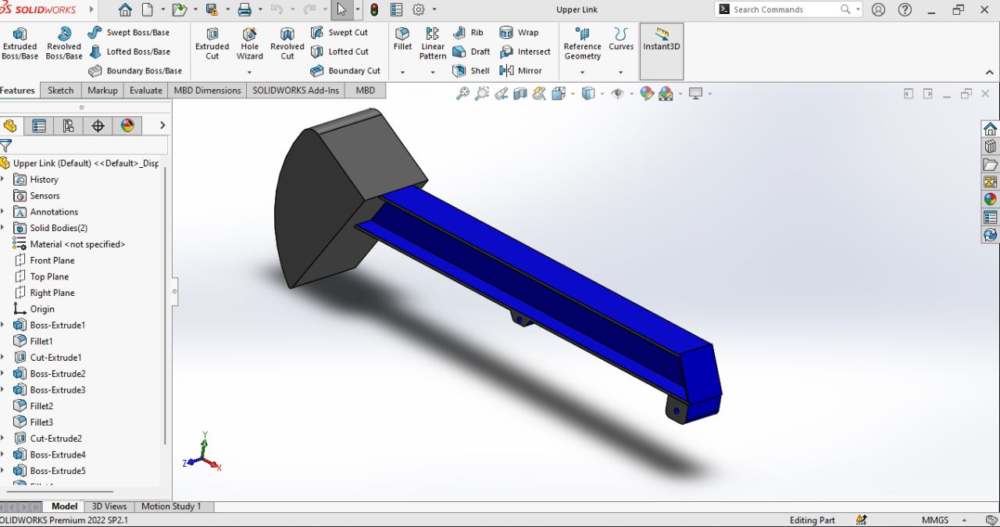 SOLIDWORKS
Upper Link
Search Commands
Extruded Boss/Base
Revolved Boss/Base
Swept Boss/Base
Lofted Boss/Base
Boundary Boss/Base
Extruded Cut
Hole Wizard
Revolved Cut
Swept Cut
Lofted Cut
Boundary Cut
Fillet
Linear Pattern
Rib
Draft
Shell
Wrap
Intersect
Mirror
Reference Geometry
Curves
Instant3D
Features
Sketch
Markup
Evaluate
MBD Dimensions
SOLIDWORKS Add-Ins
MBD
Upper Link (Default) <<Default>_Disp
History
Sensors
Annotations
Solid Bodies(2)
Material <not specified>
Front Plane
Top Plane
Right Plane
Origin
Boss-Extrude1
Fillet1
Cut-Extrude1
Boss-Extrude2
Boss-Extrude3
Fillet2
Fillet3
Cut-Extrude2
Boss-Extrude4
Boss-Extrude5
Y
Z
X
Model
3D Views
Motion Study 1
OLIDWORKS Premium 2022 SP2.1
Editing Part
MMGS